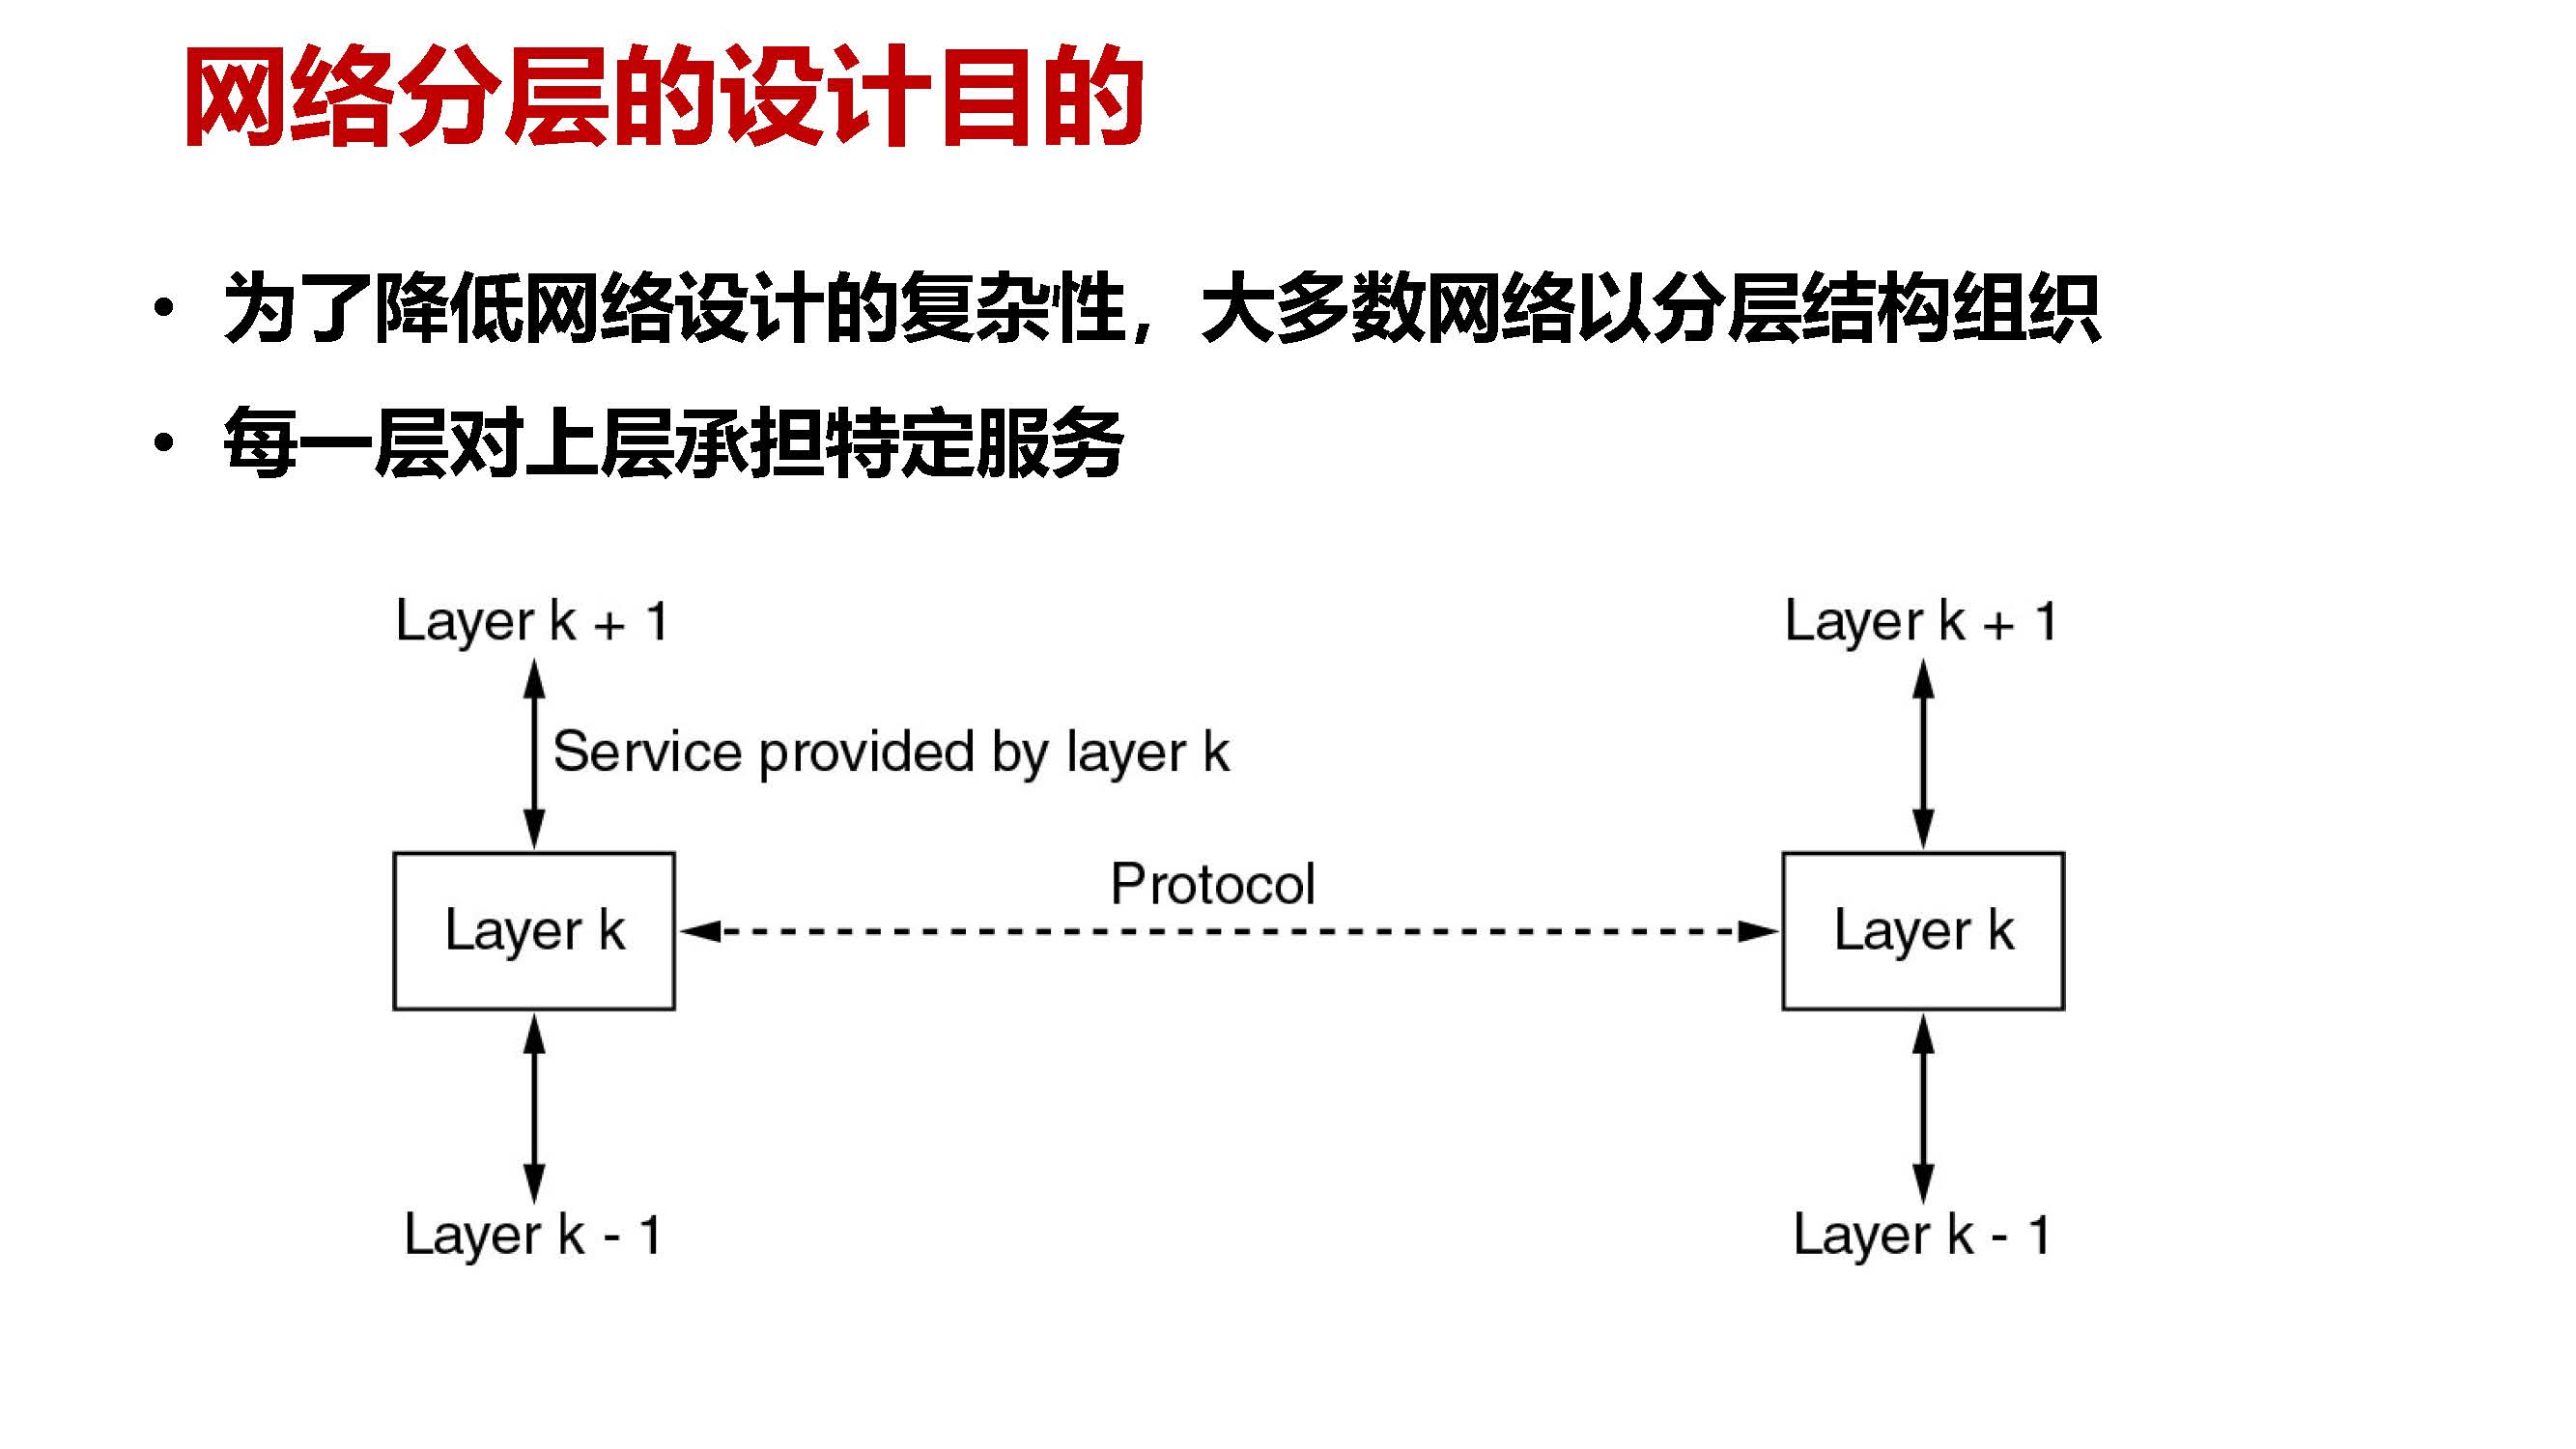 网络分层的设计目的
• 为了降低网络设计的复杂性，大多数网络以分层结构组织
• 每一层对上层承担特定服务
Layer k + 1
Layer k + 1
Service provided by layer k
Protocol
Layer k
Layer k
Layer k - 1
Layer k - 1